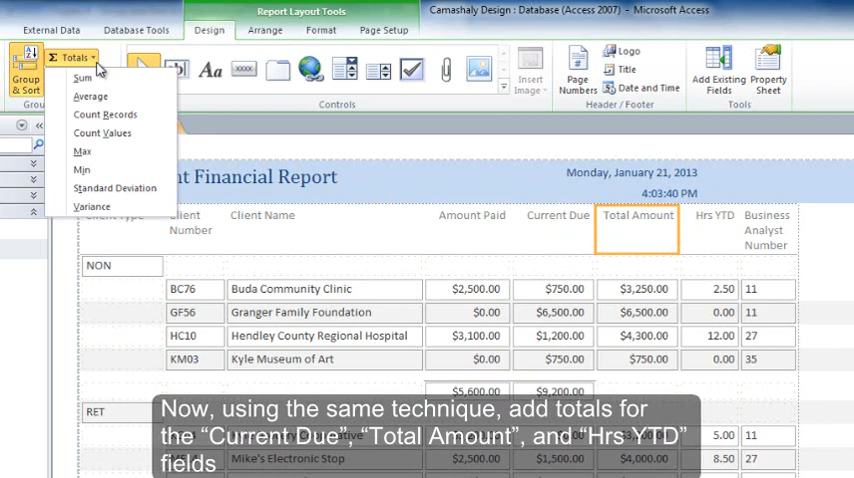 Report Layout Tools
Camashaly Design : Database (Access 2007) - Microsoft Access
External Data Database Tools Design Arrange Format Page Setup
Group & Sort
Σ Totals
Sum
Average
Count Records
Count Values
Max
Min
Standard Deviation
Variance
ab|
Aa
xxxx
Controls
Insert Image
Page Numbers
Logo
Title
Date and Time
Header / Footer
Add Existing Fields
Property Sheet
Tools
nt Financial Report
Monday, January 21, 2013
4:03:40 PM
Client Type Client Number Client Name Amount Paid Current Due Total Amount Hrs YTD Business Analyst Number
NON
BC76 Buda Community Clinic $2,500.00 $750.00 $3,250.00 2.50 11
GF56 Granger Family Foundation $0.00 $6,500.00 $6,500.00 0.00 11
HC10 Hendley County Regional Hospital $3,100.00 $1,200.00 $4,300.00 12.00 27
KM03 Kyle Museum of Art $0.00 $750.00 $750.00 0.00 35
$5,600.00 $9,200.00
RET
5.00 11
Mike's Electronic Stop $2,500.00 $1,500.00 $4,000.00 8.50 27
Now, using the same technique, add totals for
the “Current Due”, “Total Amount”, and “Hrs YTD”
fields